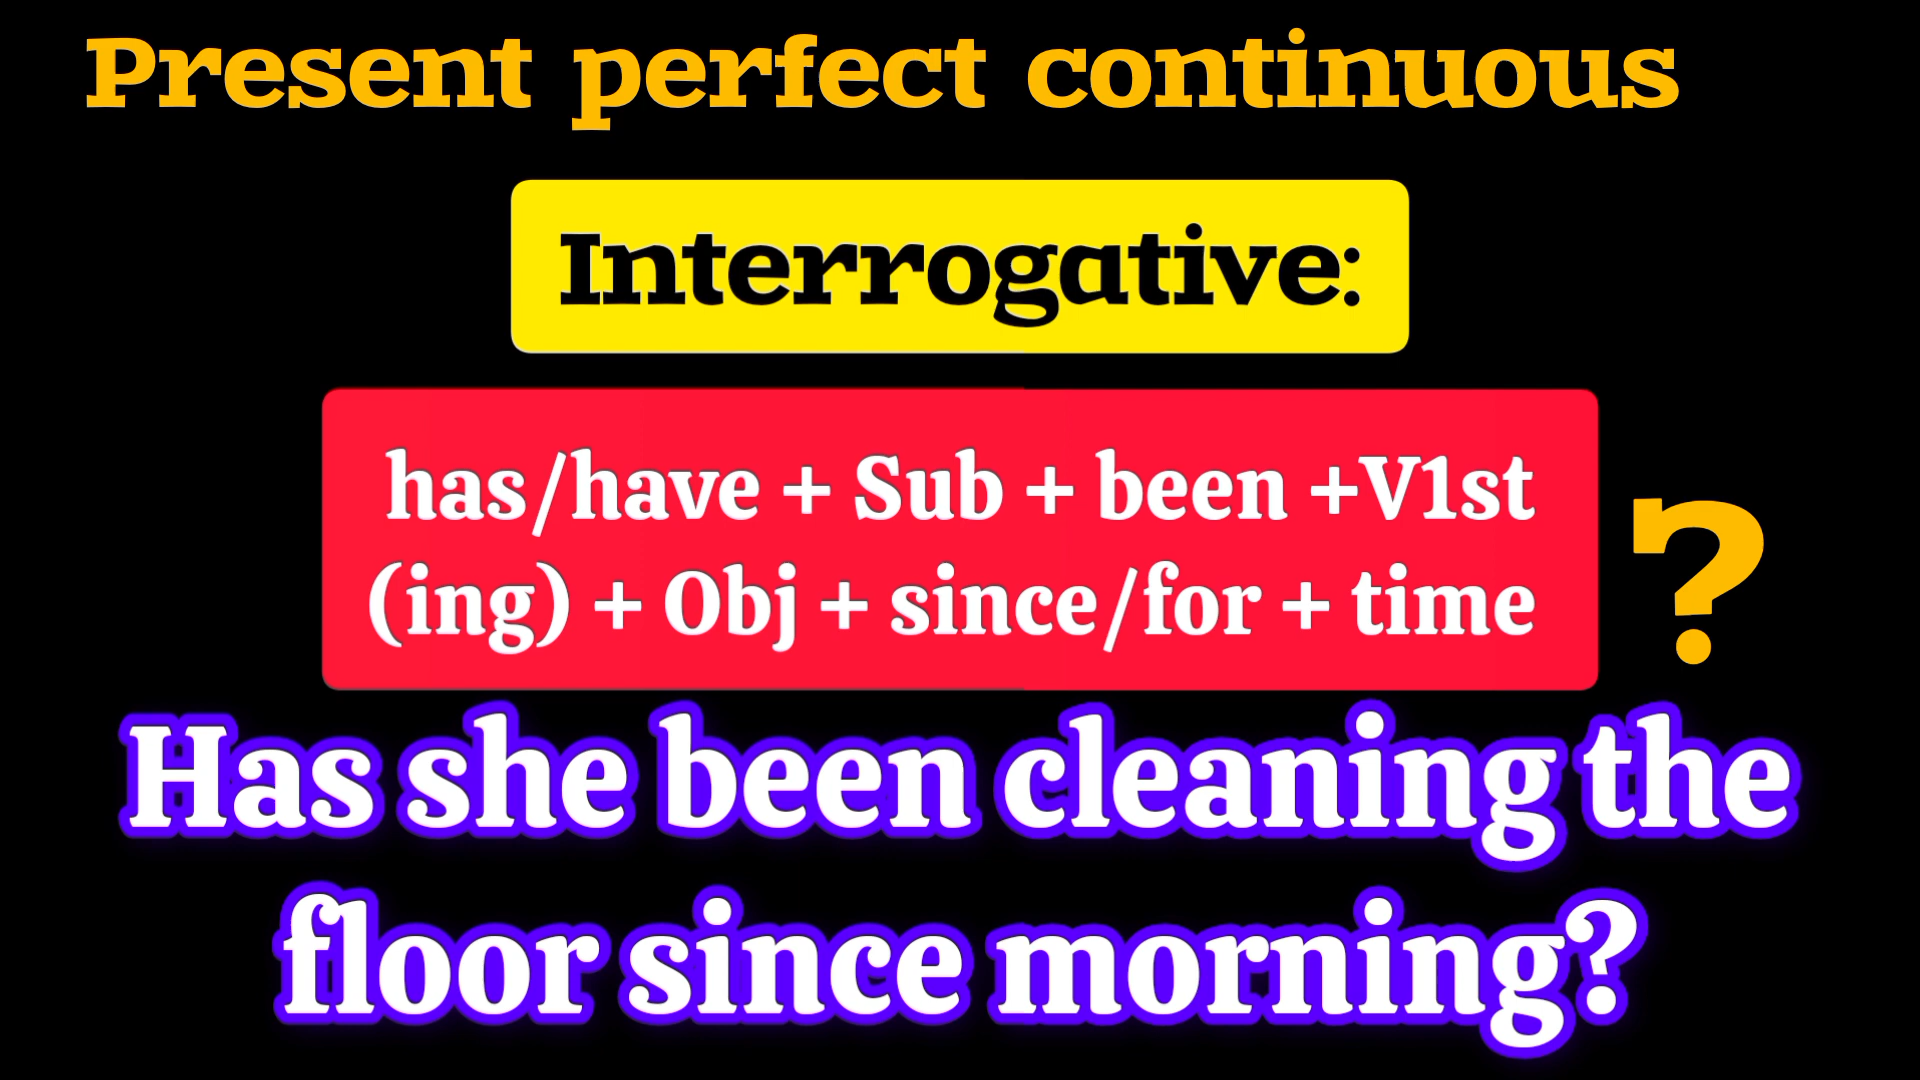 Present perfect continuous
Interrogative:
has/have + Sub + been +V1st
(ing) + Obj + since/for + time
?
Has she been cleaning the
floor since morning?